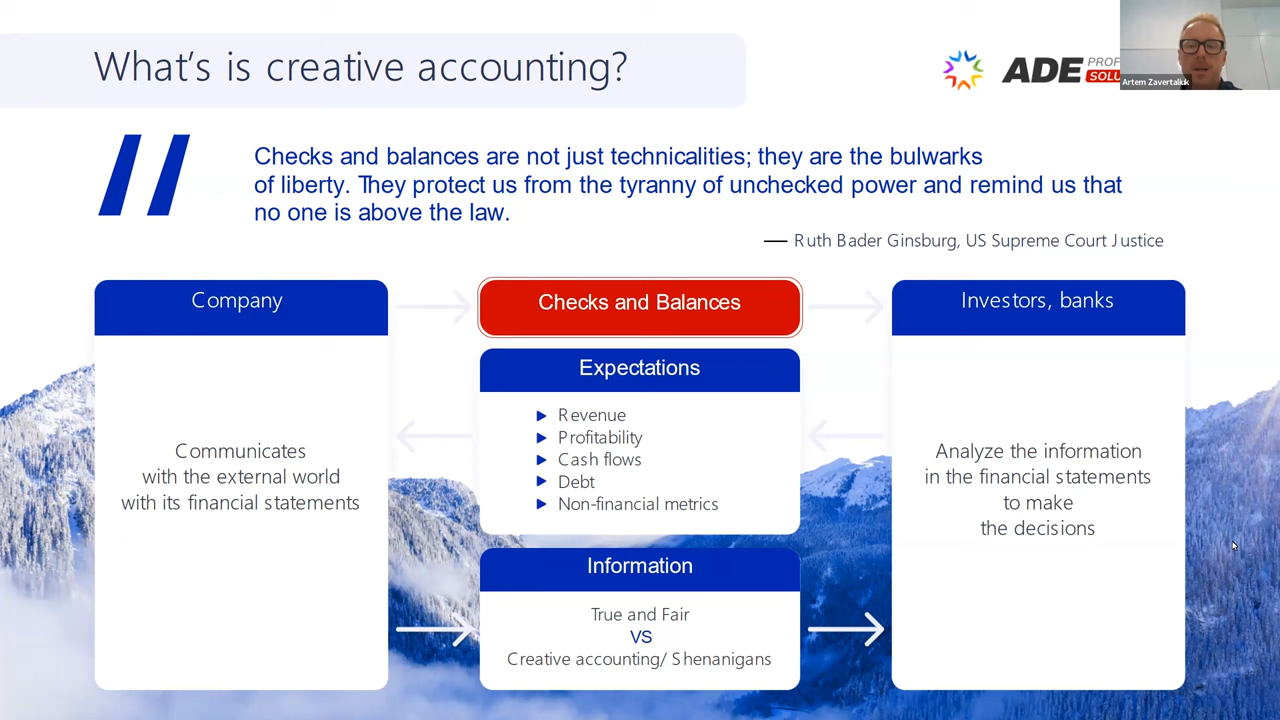 What's is creative accounting?
ADE PROF
SOLU
Artem Zavertaliuk
Checks and balances are not just technicalities; they are the bulwarks
of liberty. They protect us from the tyranny of unchecked power and remind us that
no one is above the law.
— Ruth Bader Ginsburg, US Supreme Court Justice
Company
Communicates
with the external world
with its financial statements
Checks and Balances
Expectations
Revenue
Profitability
Cash flows
Debt
Non-financial metrics
Information
True and Fair
VS
Creative accounting/ Shenanigans
Investors, banks
Analyze the information
in the financial statements
to make
the decisions